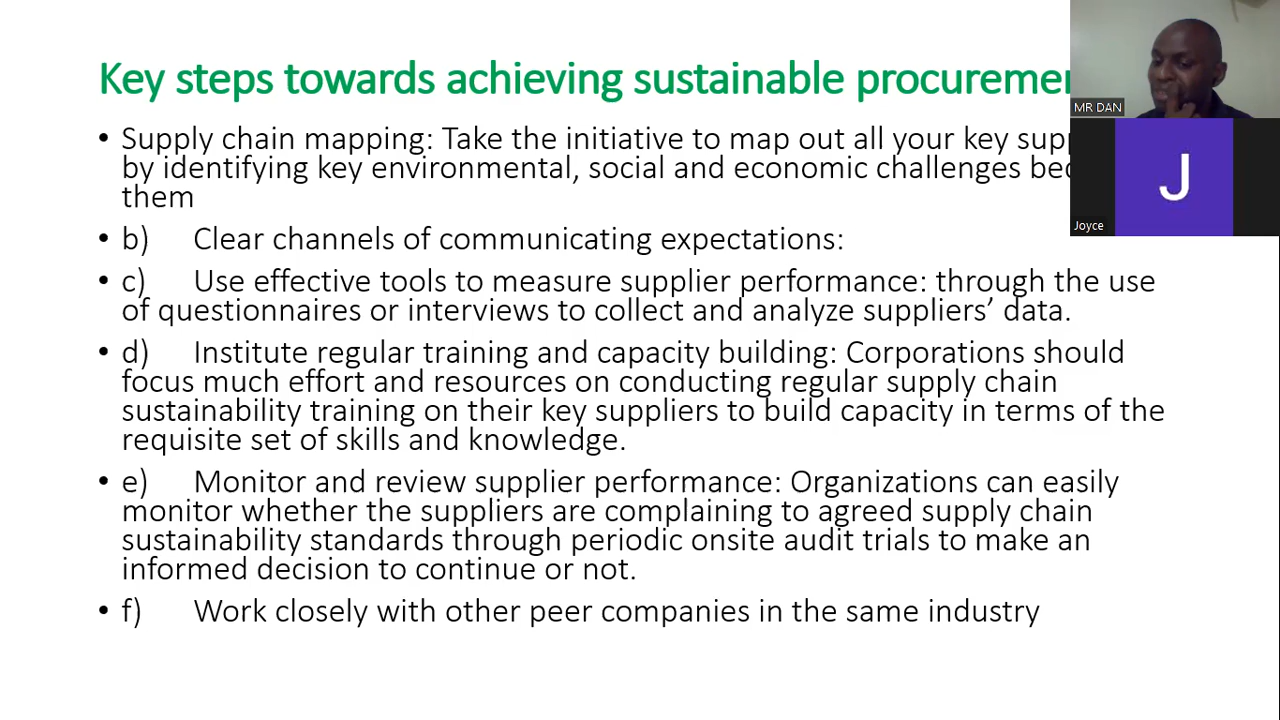 Key steps towards achieving sustainable
• Supply chain mapping: Take the initiative to map out all your key
by identifying key environmental, social and economic challenges
them
• b) Clear channels of communicating expectations:
• c) Use effective tools to measure supplier performance: through the use
of questionnaires or interviews to collect and analyze suppliers’ data.
• d) Institute regular training and capacity building: Corporations should
focus much effort and resources on conducting regular supply chain
sustainability training on their key suppliers to build capacity in terms of the
requisite set of skills and knowledge.
• e) Monitor and review supplier performance: Organizations can easily
monitor whether the suppliers are complaining to agreed supply chain
sustainability standards through periodic onsite audit trials to make an
informed decision to continue or not.
• f) Work closely with other peer companies in the same industry
MR DAN
J
Joyce